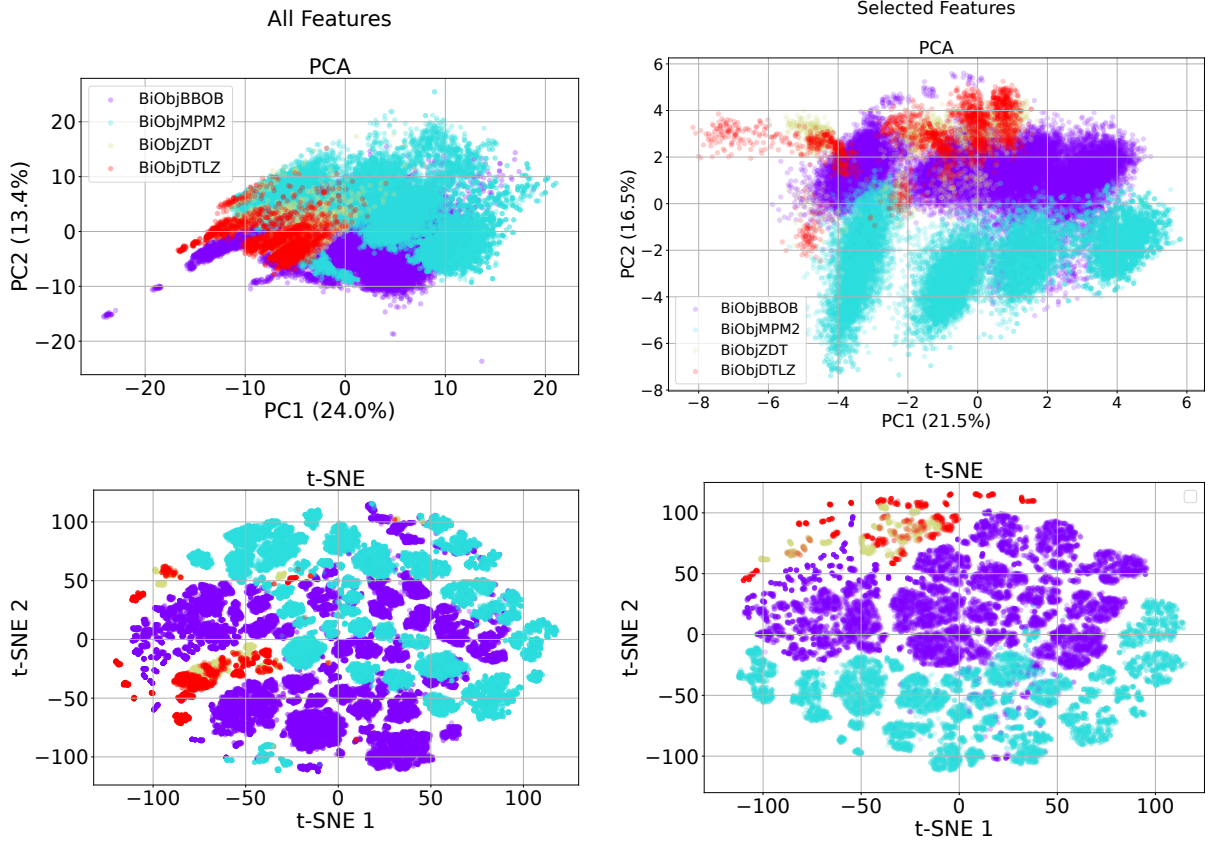 All Features
PCA
BiObjBBOB
BiObjMPM2
BiObjZDT
BiObjDTLZ
20
10
0
−10
−20
PC2 (13.4%)
−20
−10
0
10
20
PC1 (24.0%)
Selected Features
PCA
6
4
2
0
−2
−4
−6
−8
PC2 (16.5%)
BiObjBBOB
BiObjMPM2
BiObjZDT
BiObjDTLZ
−8
−6
−4
−2
0
2
4
6
PC1 (21.5%)
t-SNE
100
50
0
−50
−100
t-SNE 2
−100
−50
0
50
100
t-SNE 1
t-SNE
100
50
0
−50
−100
t-SNE 2
−100
−50
0
50
100
t-SNE 1